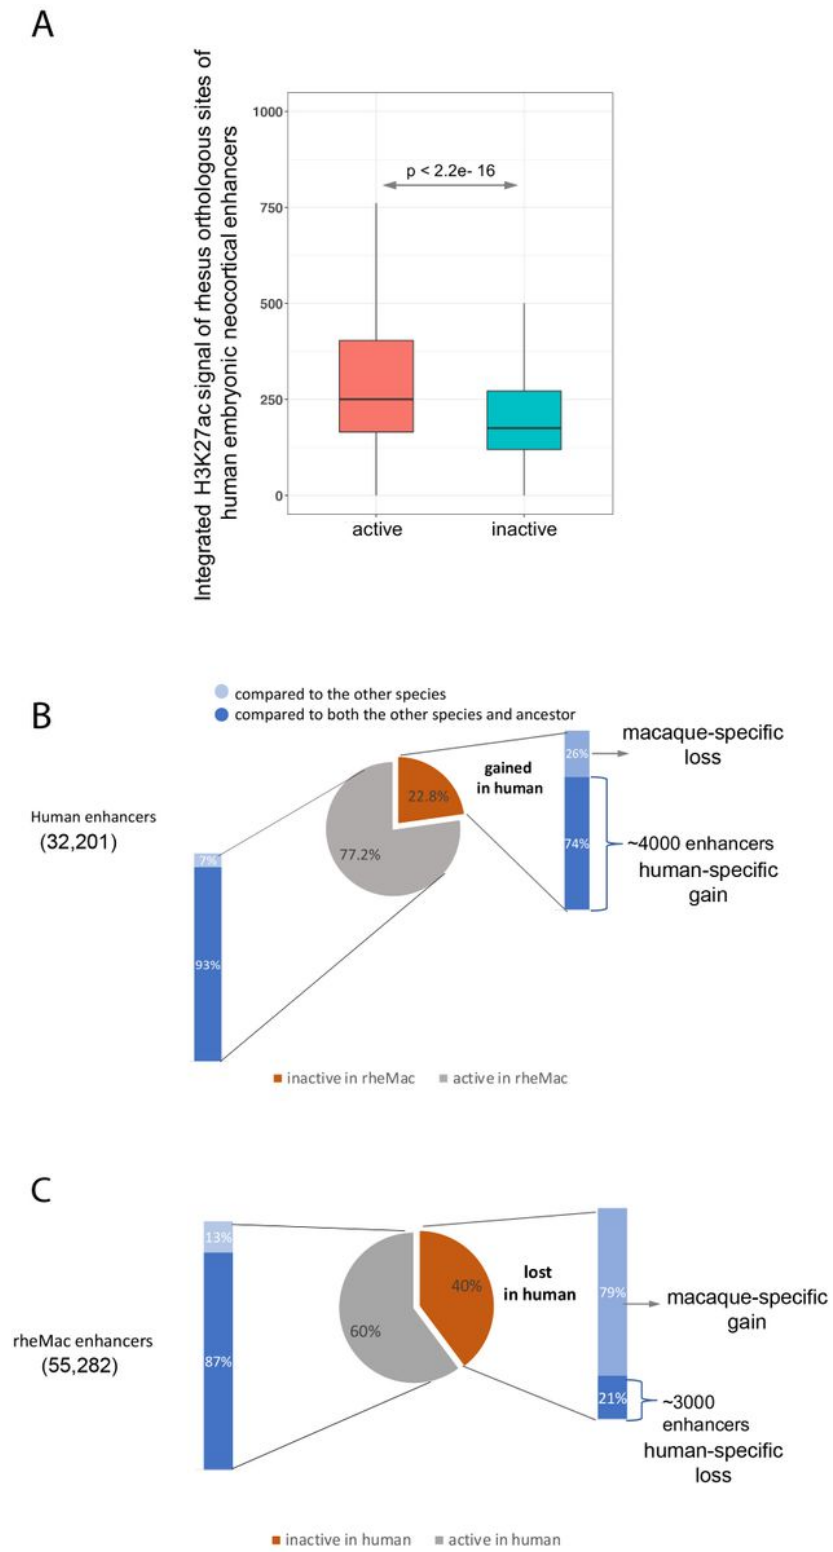 A
Integrated H3K27ac signal of rhesus orthologous sites of
human embryonic neocortical enhancers
1000
750
500
250
0
p < 2.2e- 16
active
inactive
B
compared to the other species
compared to both the other species and ancestor
Human enhancers
(32,201)
7%
93%
77.2%
22.8%
gained
in human
26%
74%
macaque-specific
loss
~4000 enhancers
human-specific
gain
inactive in rheMac
active in rheMac
C
rheMac enhancers
(55,282)
13%
87%
60%
40%
lost
in human
79%
21%
macaque-specific
gain
~3000
enhancers
human-specific
loss
inactive in human
active in human